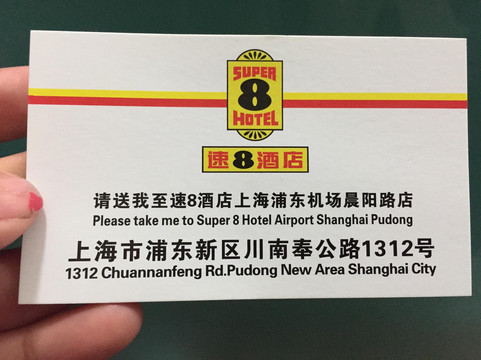 SUPER
8
HOTEL
速8酒店
请送我至速8酒店上海浦东机场晨阳路店
Please take me to Super 8 Hotel Airport Shanghai Pudong
上海市浦东新区川南奉公路1312号
1312 Chuannanfeng Rd.Pudong New Area Shanghai City